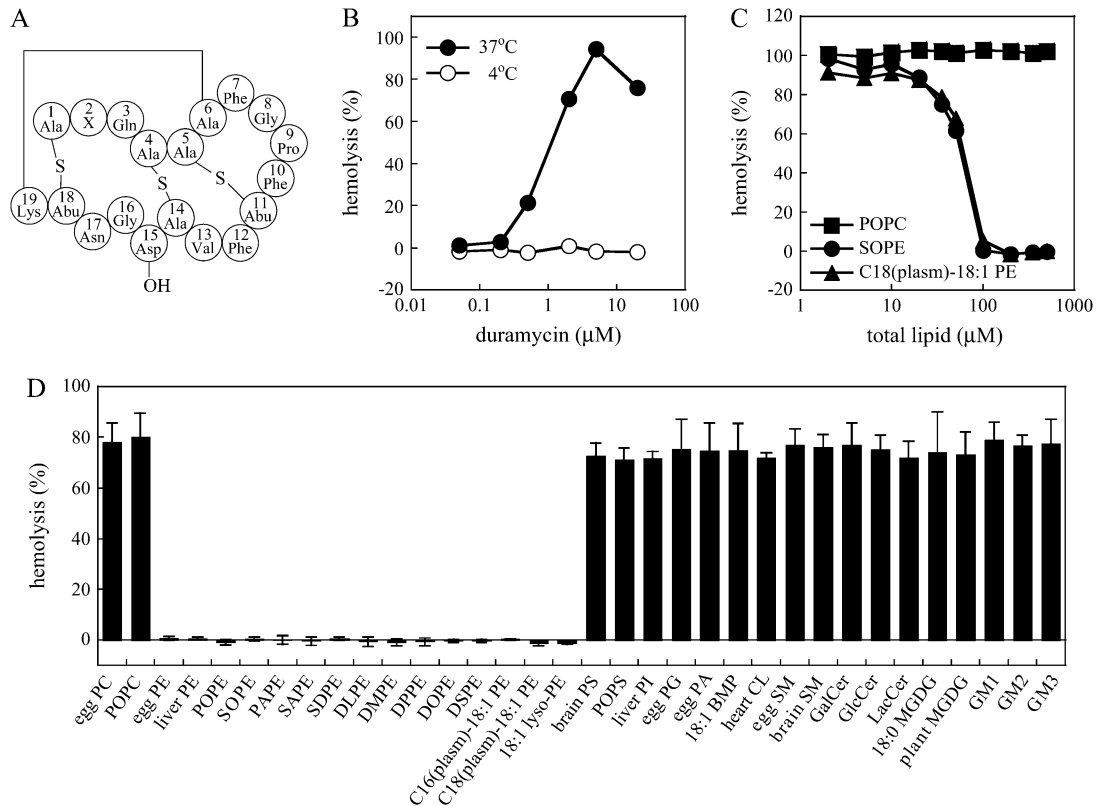 A
1 Ala
2 X
3 Gln
4 Ala
5 Ala
6 Ala
7 Phe
8 Gly
9 Pro
10 Phe
11 Abu
12 Phe
13 Val
14 Ala
15 Asp
16 Gly
17 Asn
18 Abu
19 Lys
S
S
S
OH
B
hemolysis (%)
100
80
60
40
20
0
-20
37°C
4°C
0.01 0.1 1 10 100
duramycin (μM)
C
hemolysis (%)
120
100
80
60
40
20
0
-20
POPC
SOPE
C18(plasm)-18:1 PE
1 10 100 1000
total lipid (μM)
D
hemolysis (%)
100
80
60
40
20
0
egg PC
POPC
egg PE
liver PE
POPE
SOPE
PAPE
SAPE
SDPE
DLPE
DMPE
DPPE
DOPE
DSPE
C16(plasm)-18:1 PE
C18(plasm)-18:1 PE
18:1 lyso-PE
brain PS
POPS
liver PI
egg PG
egg PA
18:1 BMP
heart CL
egg SM
brain SM
GalCer
GlcCer
LacCer
18:0 MGDG
plant MGDG
GM1
GM2
GM3